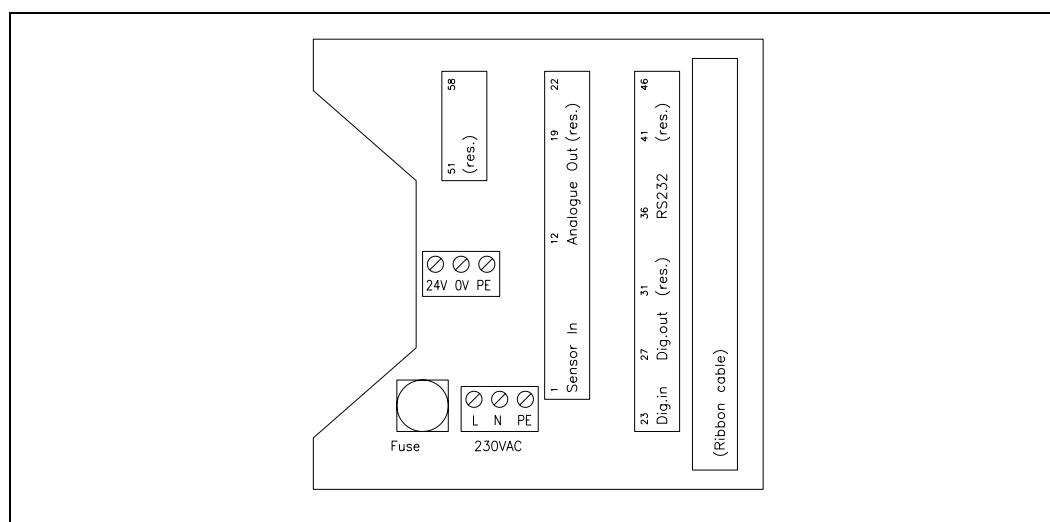 58
51
(res.)
22
19
(res.)
12
Analogue Out
1
Sensor In
46
41
(res.)
36
RS232
31
(res.)
27
Dig.out
23
Dig.in
(Ribbon cable)
24V 0V PE
L N PE
Fuse
230VAC